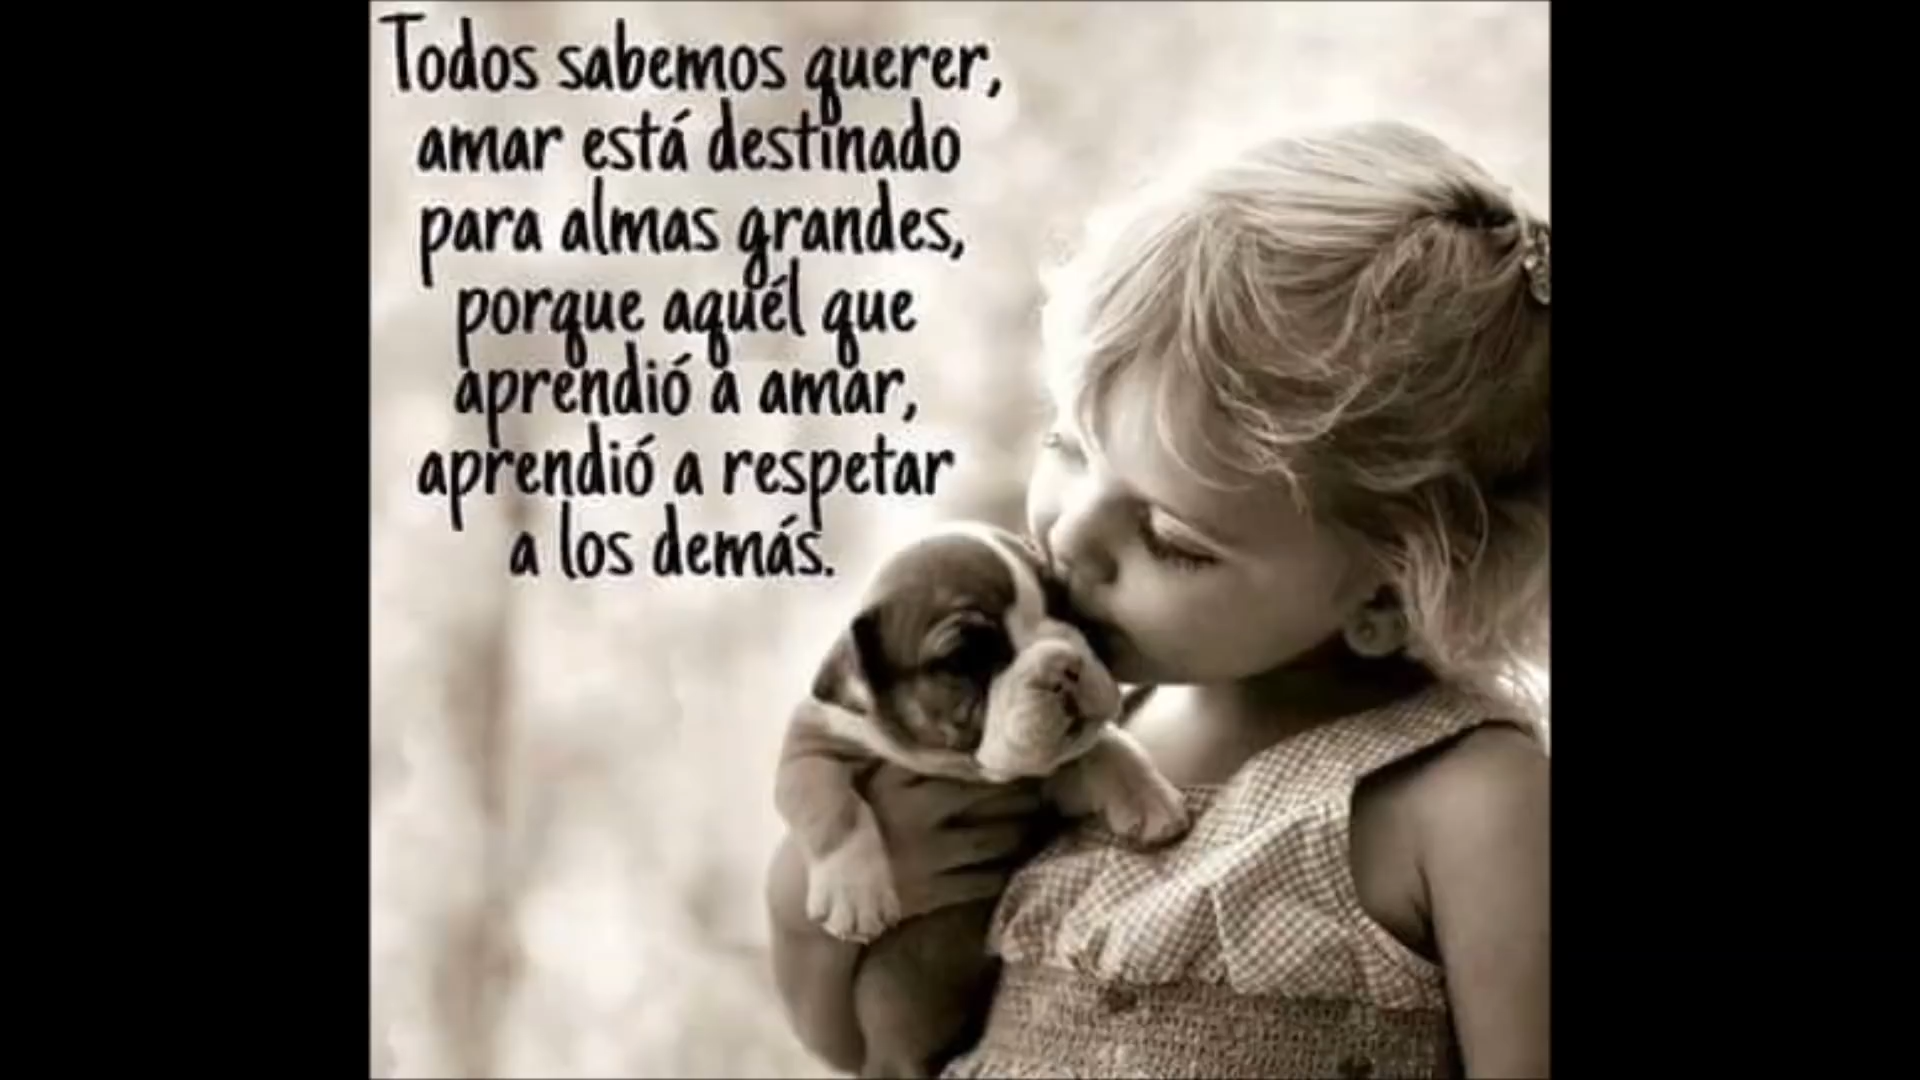 Todos sabemos querer,
amar está destinado
para almas grandes,
porque aquél que
aprendió a amar,
aprendió a respetar
a los demás.